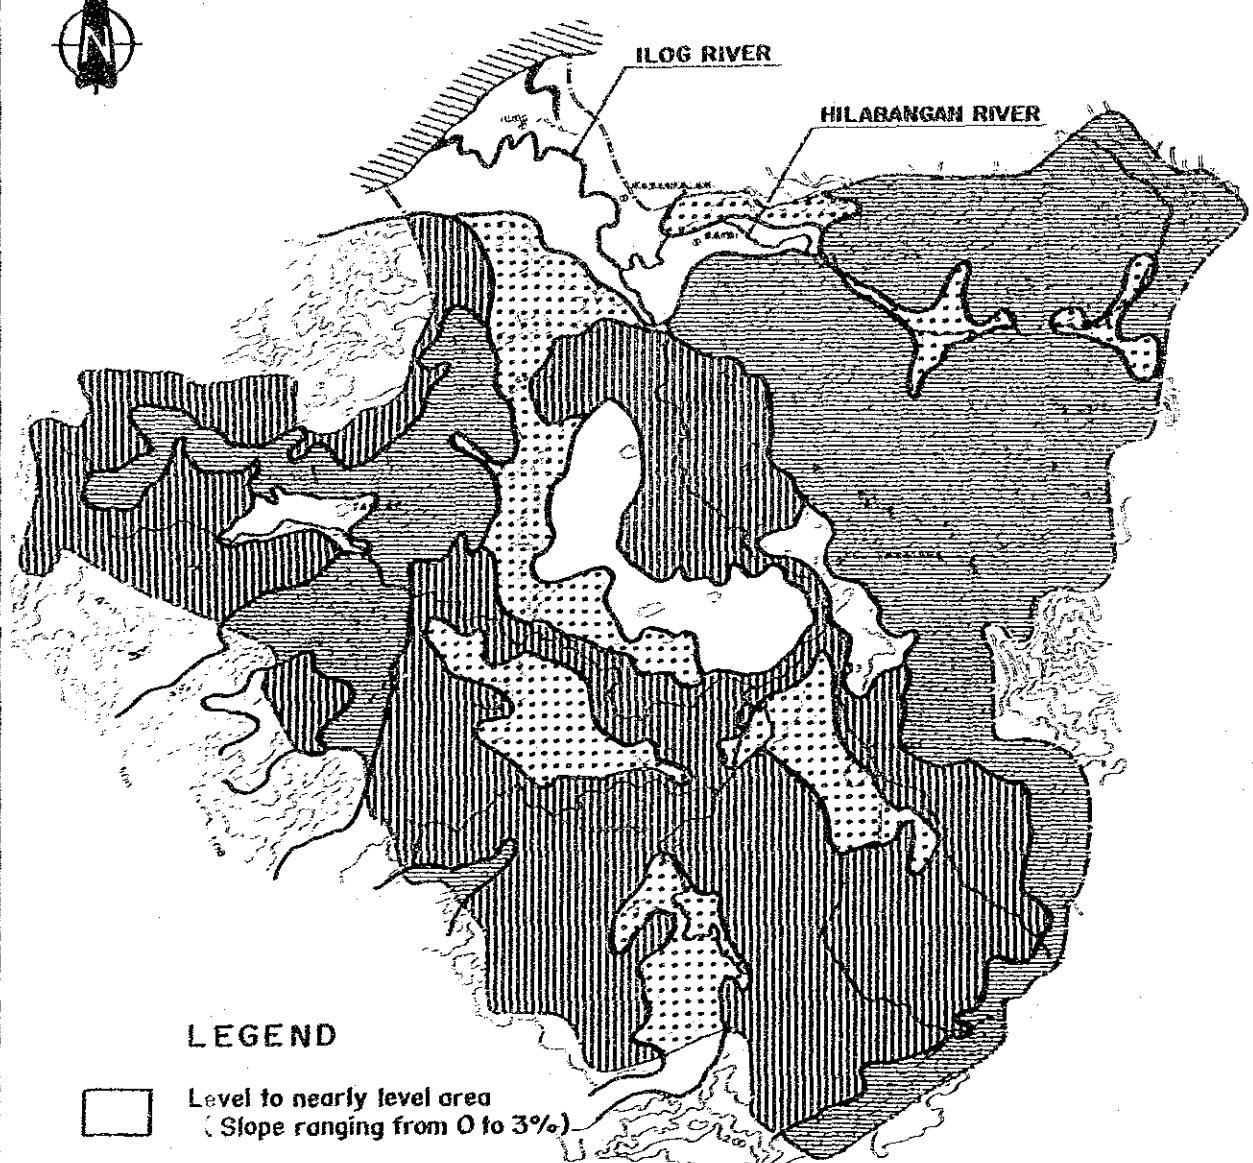 N
ILOG RIVER
HILABANGAN RIVER
LEGEND
Level to nearly level area
( Slope ranging from 0 to 3%)